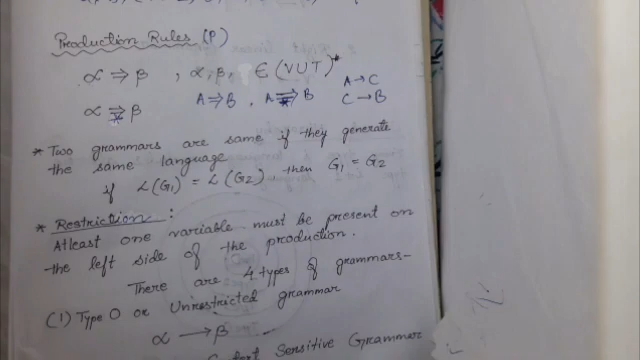 Production Rules (P)
α ⇒ β , α, β, ∈ (VUT)*
A ⇒ B , A ⇒* B A → C
α ⇒* β C → B
* Two grammars are same if they generate
the same language
if L(G1) = L(G2), then G1 = G2
* Restriction :
Atleast one variable must be present on
the left side of the production.
There are 4 types of grammars-
(1) Type 0 or Unrestricted grammar
α → β
Sensitive Grammar